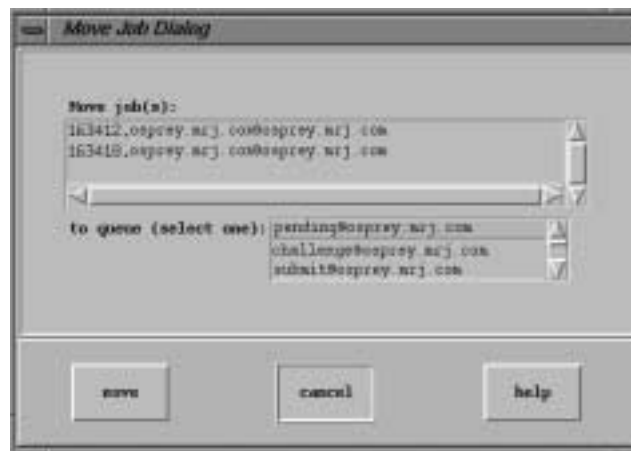 Move Job Dialog
Move job(s):
163412.osprey.mrj.com@osprey.mrj.com
163418.osprey.mrj.com@osprey.mrj.com
to queue (select one):
pending@osprey.mrj.com
challenge@osprey.mrj.com
submit@osprey.mrj.com
move
cancel
help